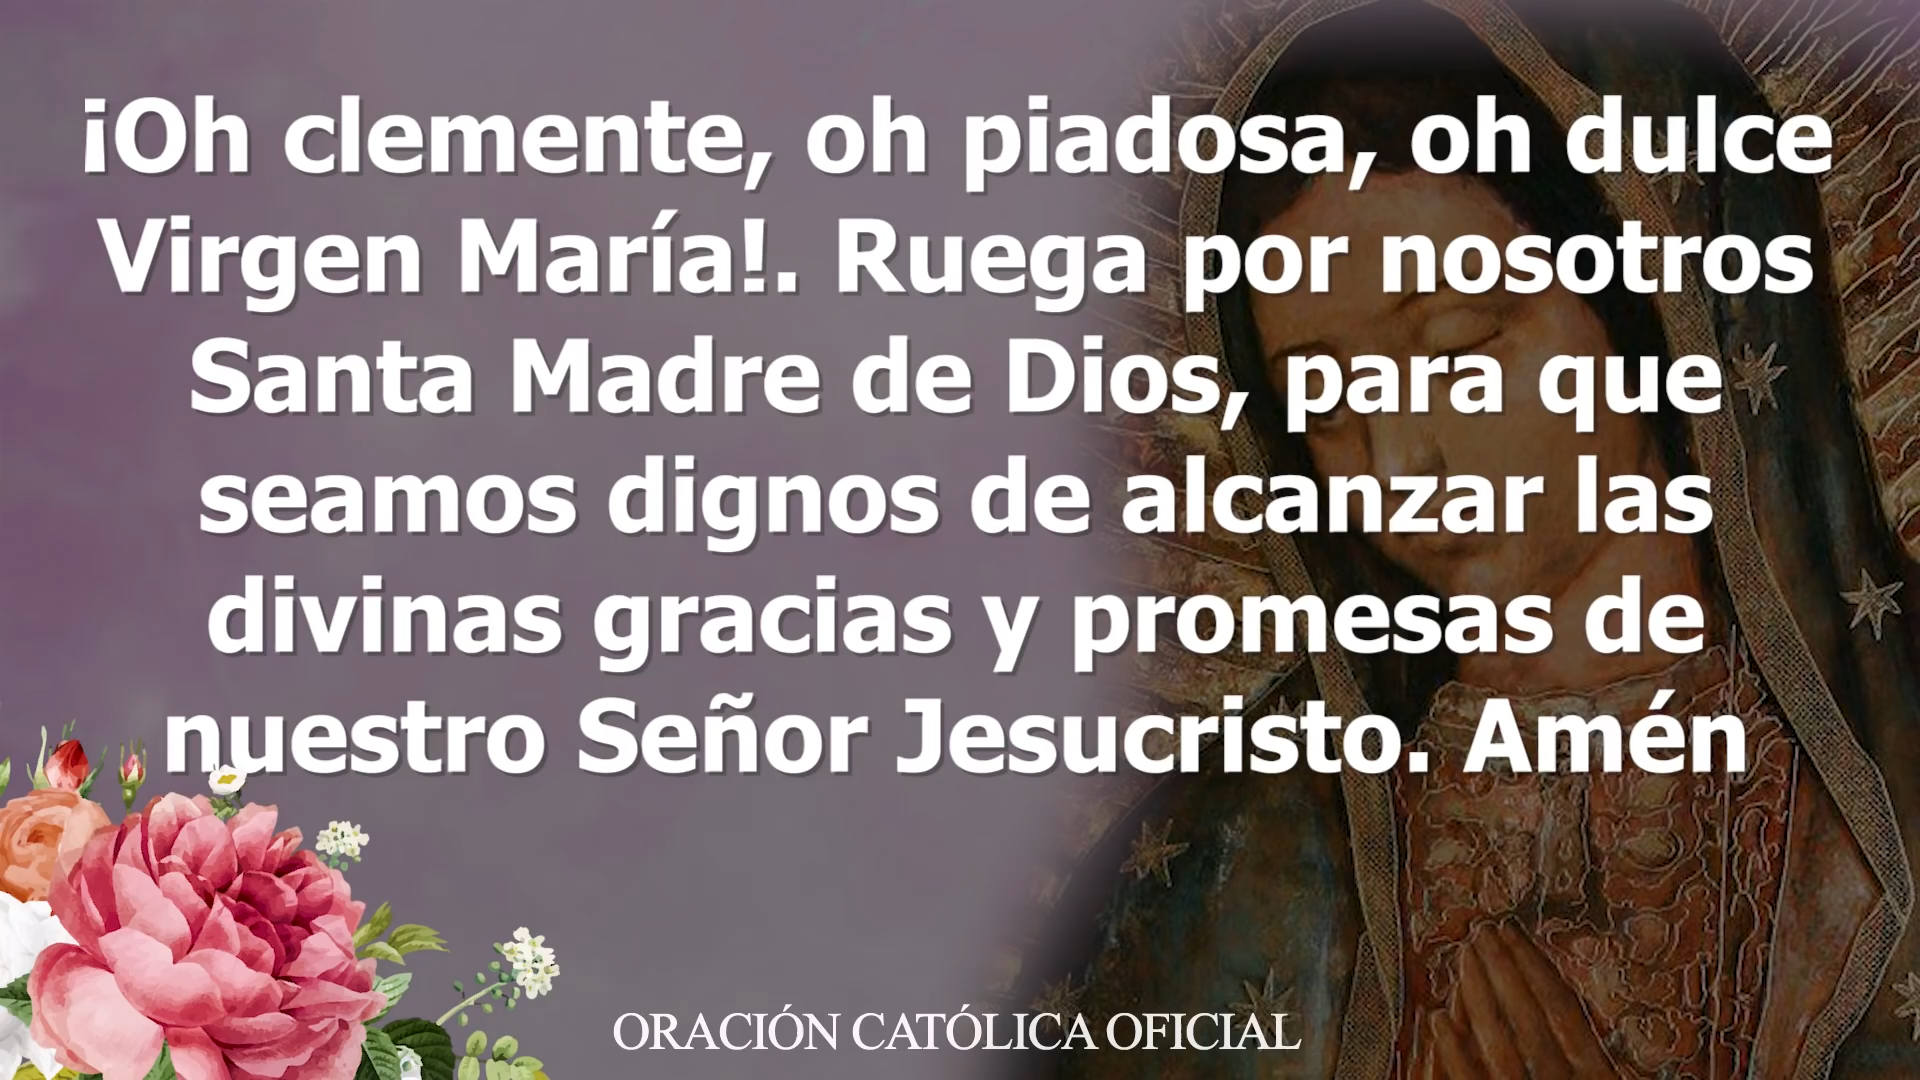 ¡Oh clemente, oh piadosa, oh dulce
Virgen María!. Ruega por nosotros
Santa Madre de Dios, para que
seamos dignos de alcanzar las
divinas gracias y promesas de
nuestro Señor Jesucristo. Amén
ORACIÓN CATÓLICA OFICIAL